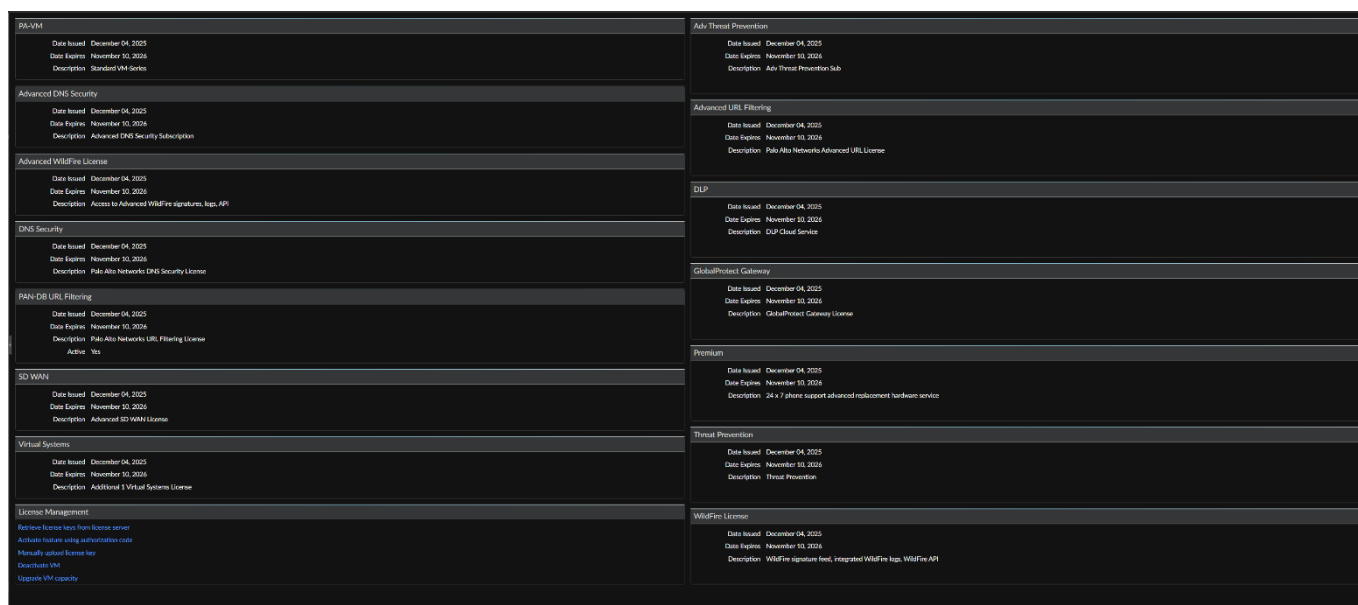 PA-VM
Date Issued December 04, 2025
Date Expires November 10, 2026
Description Standard VM-Series
Advanced DNS Security
Date Issued December 04, 2025
Date Expires November 10, 2026
Description Advanced DNS Security Subscription
Advanced WildFire License
Date Issued December 04, 2025
Date Expires November 10, 2026
Description Access to Advanced WildFire signatures, logs, API
DNS Security
Date Issued December 04, 2025
Date Expires November 10, 2026
Description Palo Alto Networks DNS Security License
PAN-DB URL Filtering
Date Issued December 04, 2025
Date Expires November 10, 2026
Description Palo Alto Networks URL Filtering License
Active Yes
SD WAN
Date Issued December 04, 2025
Date Expires November 10, 2026
Description Advanced SD WAN License
Virtual Systems
Date Issued December 04, 2025
Date Expires November 10, 2026
Description Additional 1 Virtual Systems License
License Management
Retrieve license keys from license server
Activate feature using authorization code
Manually upload license key
Deactivate VM
Upgrade VM capacity
Adv Threat Prevention
Date Issued December 04, 2025
Date Expires November 10, 2026
Description Adv Threat Prevention Sub
Advanced URL Filtering
Date Issued December 04, 2025
Date Expires November 10, 2026
Description Palo Alto Networks Advanced URL License
DLP
Date Issued December 04, 2025
Date Expires November 10, 2026
Description DLP Cloud Service
GlobalProtect Gateway
Date Issued December 04, 2025
Date Expires November 10, 2026
Description GlobalProtect Gateway License
Premium
Date Issued December 04, 2025
Date Expires November 10, 2026
Description 24 x 7 phone support advanced replacement hardware service
Threat Prevention
Date Issued December 04, 2025
Date Expires November 10, 2026
Description Threat Prevention
WildFire License
Date Issued December 04, 2025
Date Expires November 10, 2026
Description WildFire signature feed, integrated WildFire logs, WildFire API